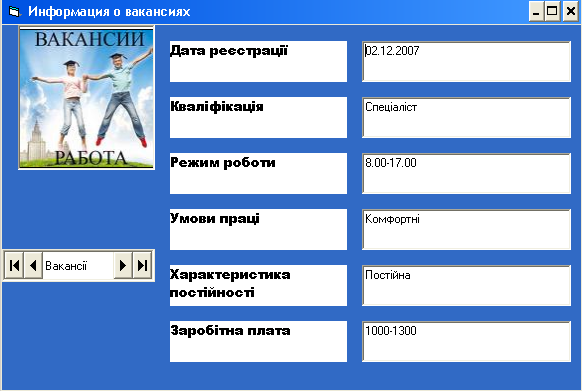 Информация о вакансиях
ВАКАНСИИ
РАБОТА
Вакансії
Дата реєстрації
02.12.2007
Кваліфікація
Спеціаліст
Режим роботи
8.00-17.00
Умови праці
Комфортні
Характеристика
постійності
Постійна
Заробітна плата
1000-1300